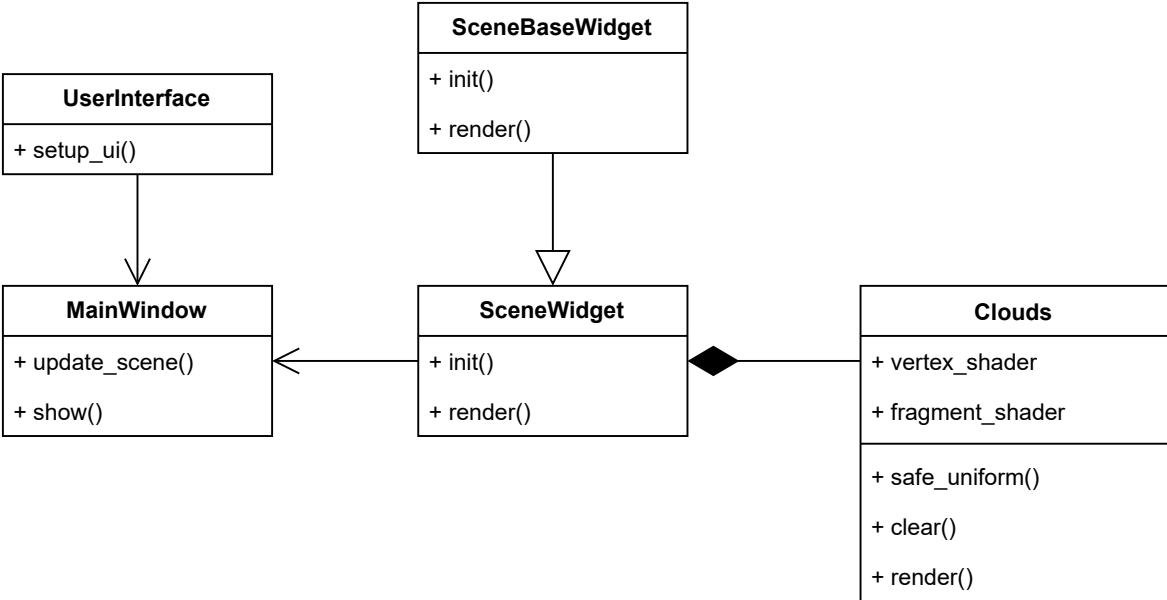 SceneBaseWidget
+ init()
+ render()
UserInterface
+ setup_ui()
MainWindow
+ update_scene()
+ show()
SceneWidget
+ init()
+ render()
Clouds
+ vertex_shader
+ fragment_shader
+ safe_uniform()
+ clear()
+ render()